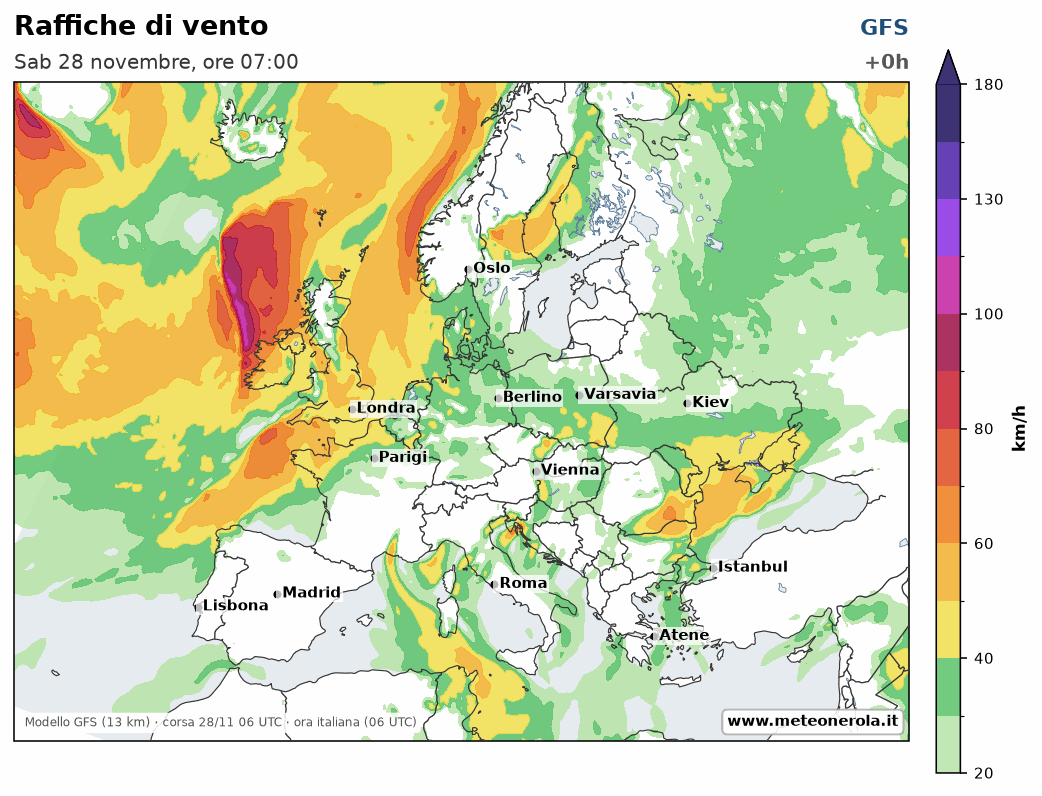 Raffiche di vento
GFS
Sab 28 novembre, ore 07:00
+0h
180
130
100
80
60
40
20
km/h
Oslo
Berlino
Varsavia
Kiev
Londra
Parigi
Vienna
Istanbul
Roma
Madrid
Lisbona
Atene
Modello GFS (13 km) · corsa 28/11 06 UTC · ora italiana (06 UTC)
www.meteonerola.it